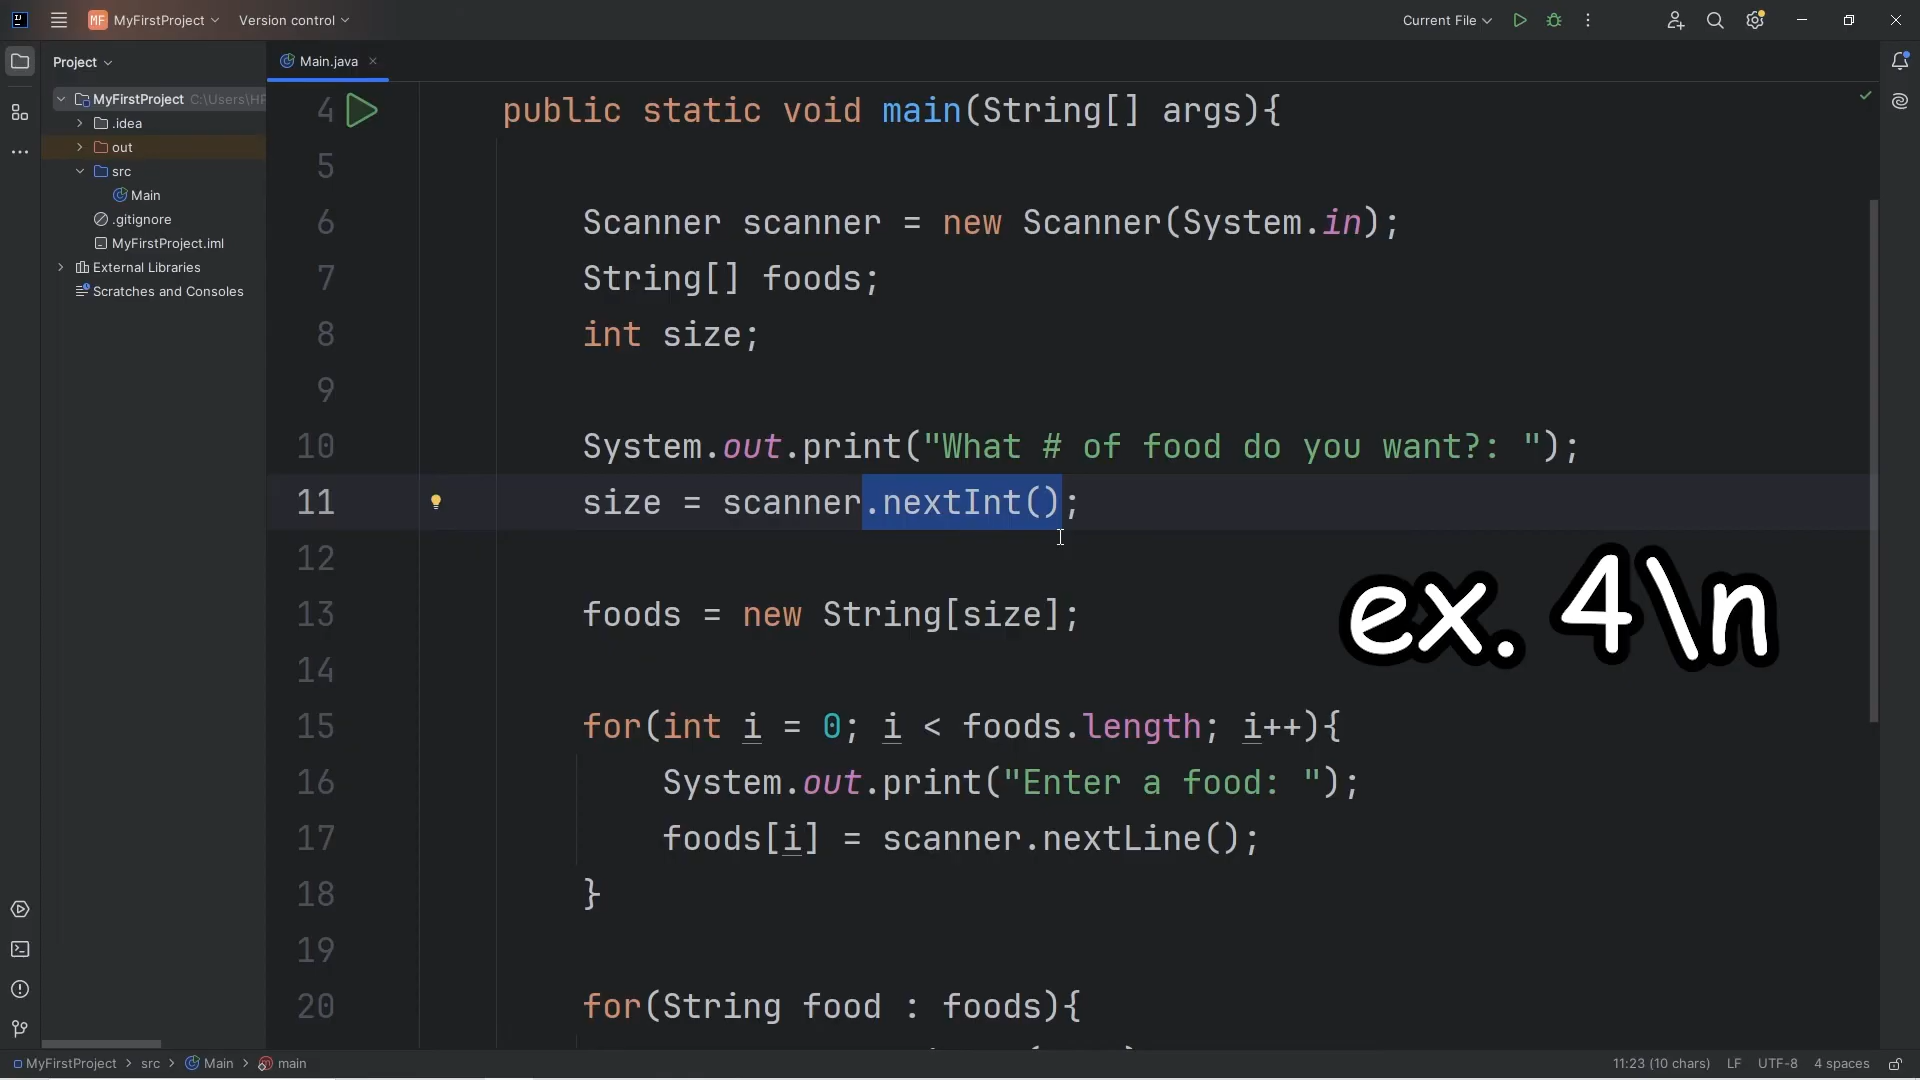 MF MyFirstProject Version control Current File
Project Main.java
MyFirstProject C:\Users\HP
.idea
out
src
Main
.gitignore
MyFirstProject.iml
External Libraries
Scratches and Consoles
4 public static void main(String[] args){
5
6 Scanner scanner = new Scanner(System.in);
7 String[] foods;
8 int size;
9
10 System.out.print("What # of food do you want?: ");
11 size = scanner.nextInt();
12
13 foods = new String[size];
ex. 4\n
14
15 for(int i = 0; i < foods.length; i++){
16 System.out.print("Enter a food: ");
17 foods[i] = scanner.nextLine();
18 }
19
20 for(String food : foods){
MyFirstProject > src > Main > main 11:23 (10 chars) LF UTF-8 4 spaces